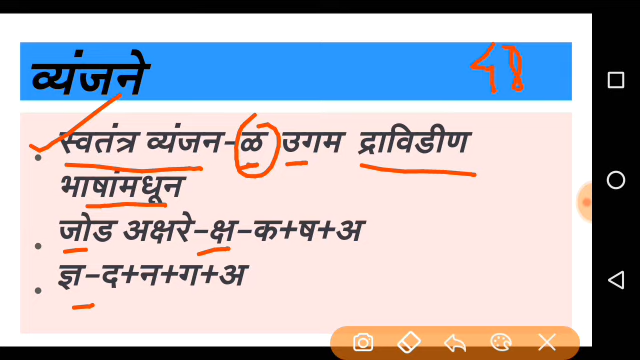 व्यंजने
स्वतंत्र व्यंजन-ळ उगम द्राविडीण
भाषांमधून
जोड अक्षरे-क्ष-क+ष+अ
ज्ञ-द+न+ग+अ